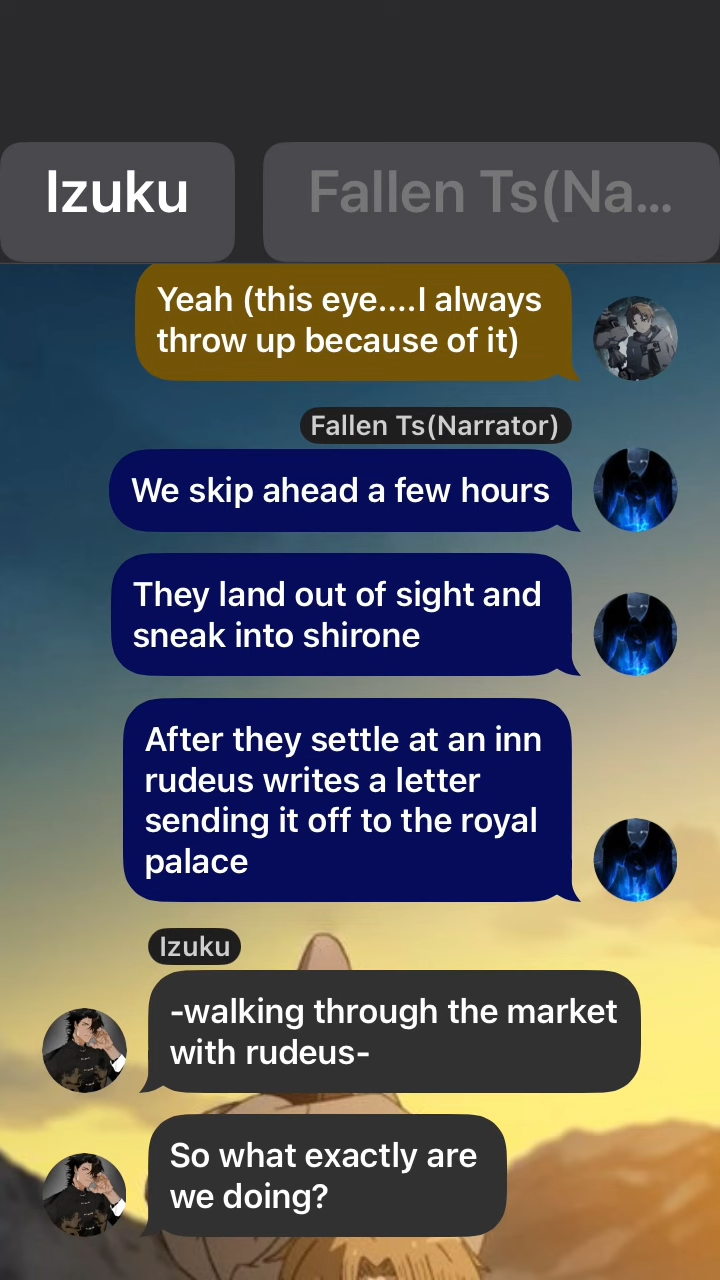 Izuku
Fallen Ts(Na...
Yeah (this eye....I always
throw up because of it)
Fallen Ts(Narrator)
We skip ahead a few hours
They land out of sight and
sneak into shirone
After they settle at an inn
rudeus writes a letter
sending it off to the royal
palace
Izuku
-walking through the market
with rudeus-
So what exactly are
we doing?